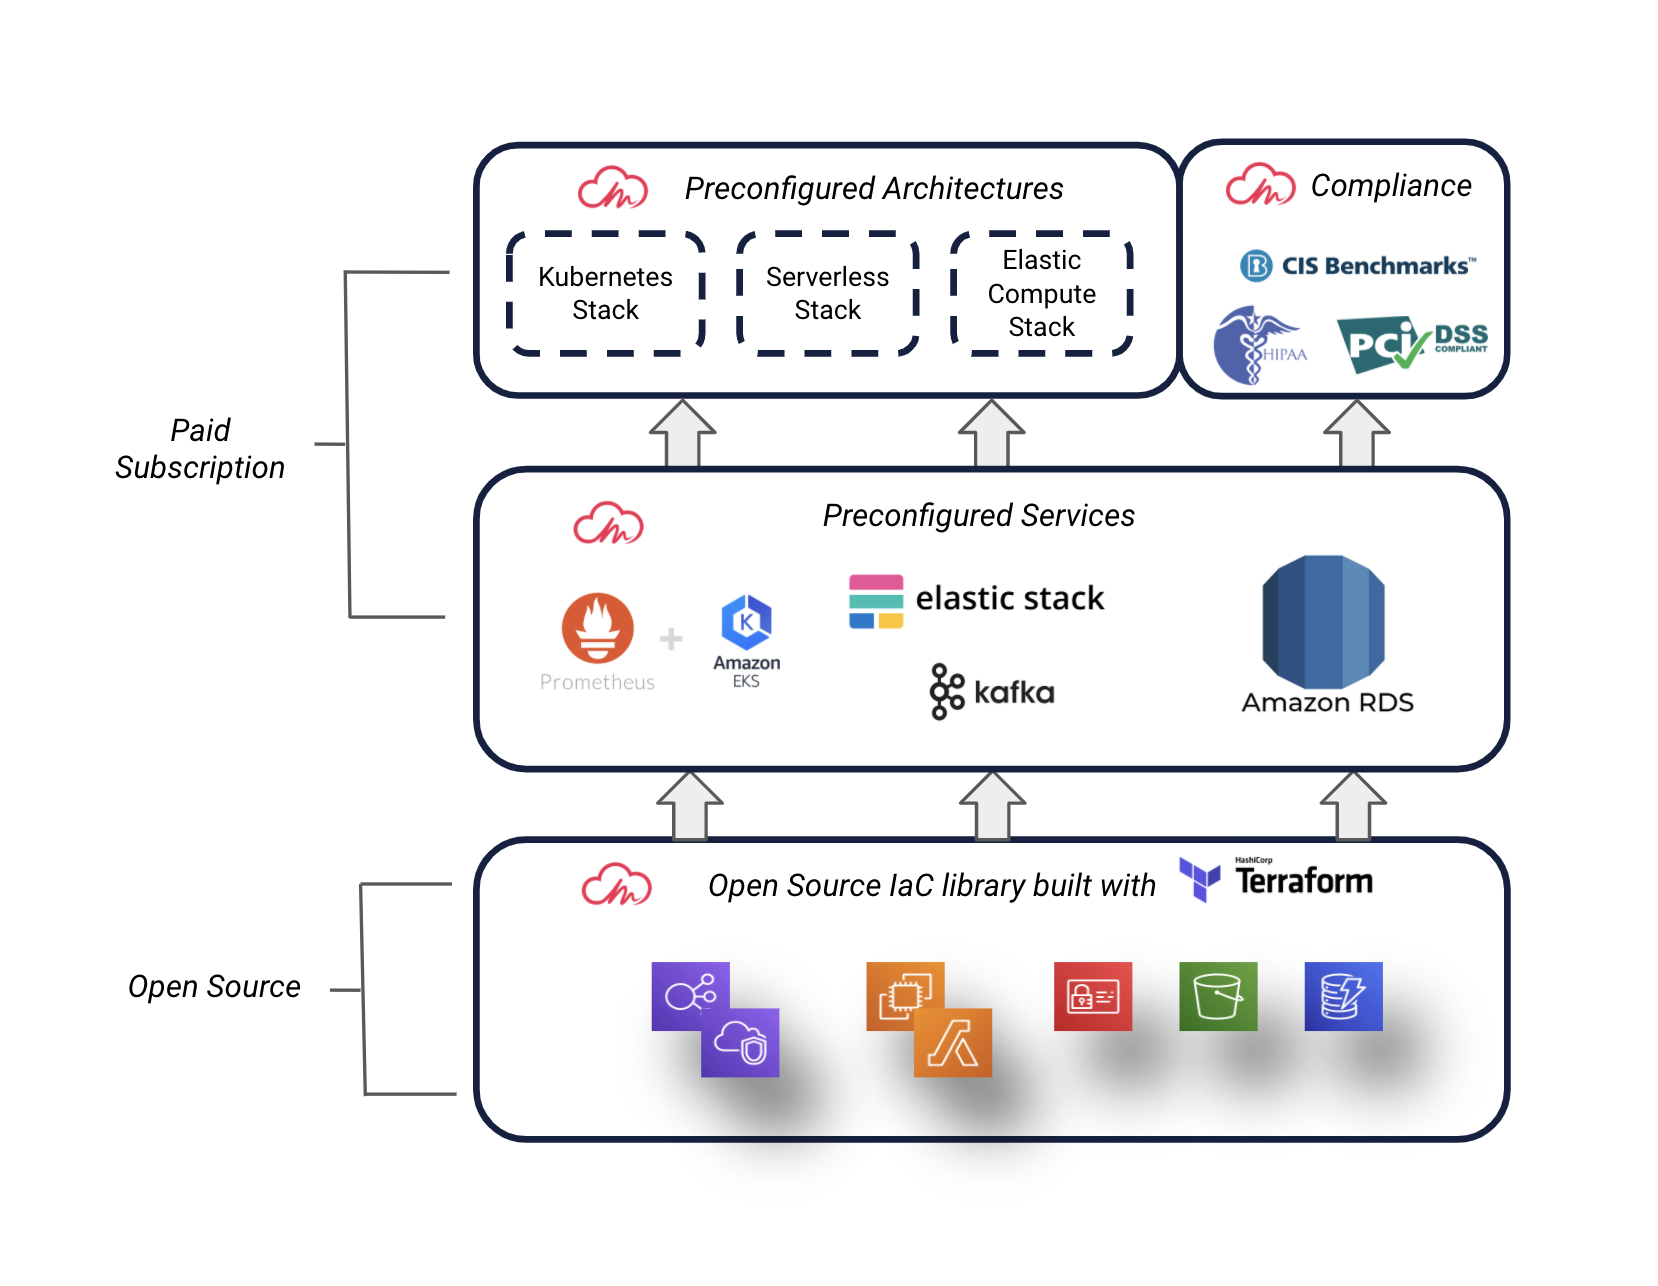 Preconfigured Architectures
Kubernetes
Stack
Serverless
Stack
Elastic
Compute
Stack
Compliance
CIS Benchmarks™
HIPAA
PCi DSS
COMPLIANT
Paid
Subscription
Preconfigured Services
Prometheus
+
K
Amazon
EKS
elastic stack
kafka
Amazon RDS
Open Source IaC library built with
HashiCorp
Terraform
Open Source